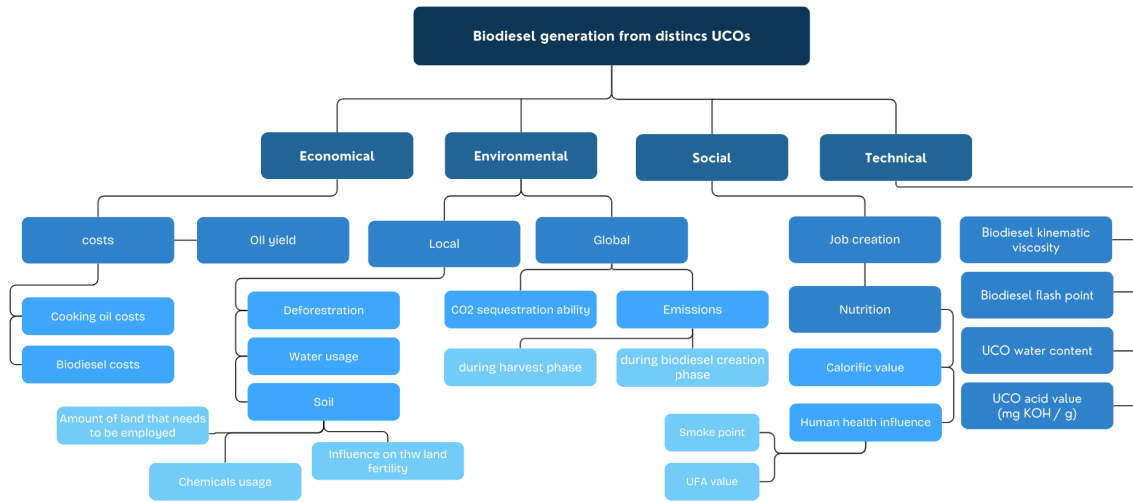 Biodiesel generation from distincs UCOs
Economical
Environmental
Social
Technical
costs
Oil yield
Local
Global
Job creation
Biodiesel kinematic
viscosity
Cooking oil costs
Biodiesel costs
Deforestration
Water usage
Soil
CO2 sequestration ability
Emissions
during harvest phase
during biodiesel creation
phase
Nutrition
Calorific value
Human health influence
Biodiesel flash point
UCO water content
UCO acid value
(mg KOH / g)
Amount of land that needs
to be employed
Chemicals usage
Influence on thw land
fertility
Smoke point
UFA value